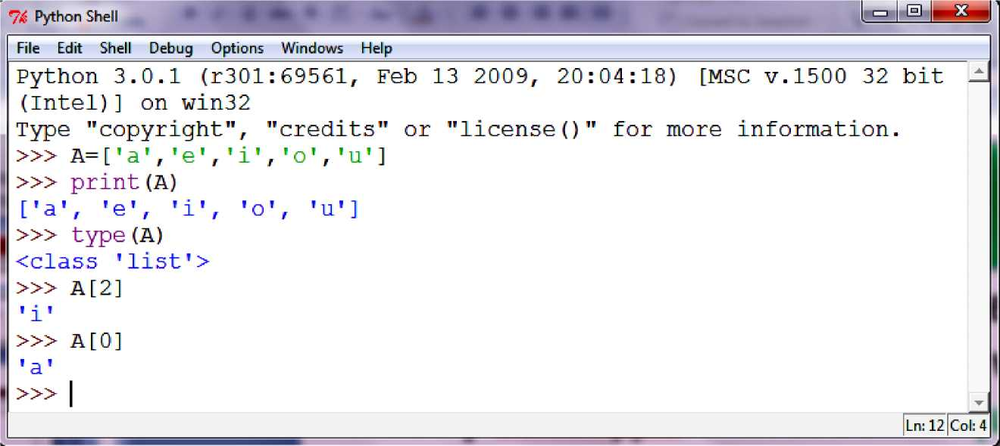 Python Shell
File Edit Shell Debug Options Windows Help
Python 3.0.1 (r301:69561, Feb 13 2009, 20:04:18) [MSC v.1500 32 bit
(Intel)] on win32
Type "copyright", "credits" or "license()" for more information.
>>> A=['a','e','i','o','u']
>>> print(A)
['a', 'e', 'i', 'o', 'u']
>>> type(A)
<class 'list'>
>>> A[2]
'i'
>>> A[0]
'a'
>>>
Ln: 12 Col: 4